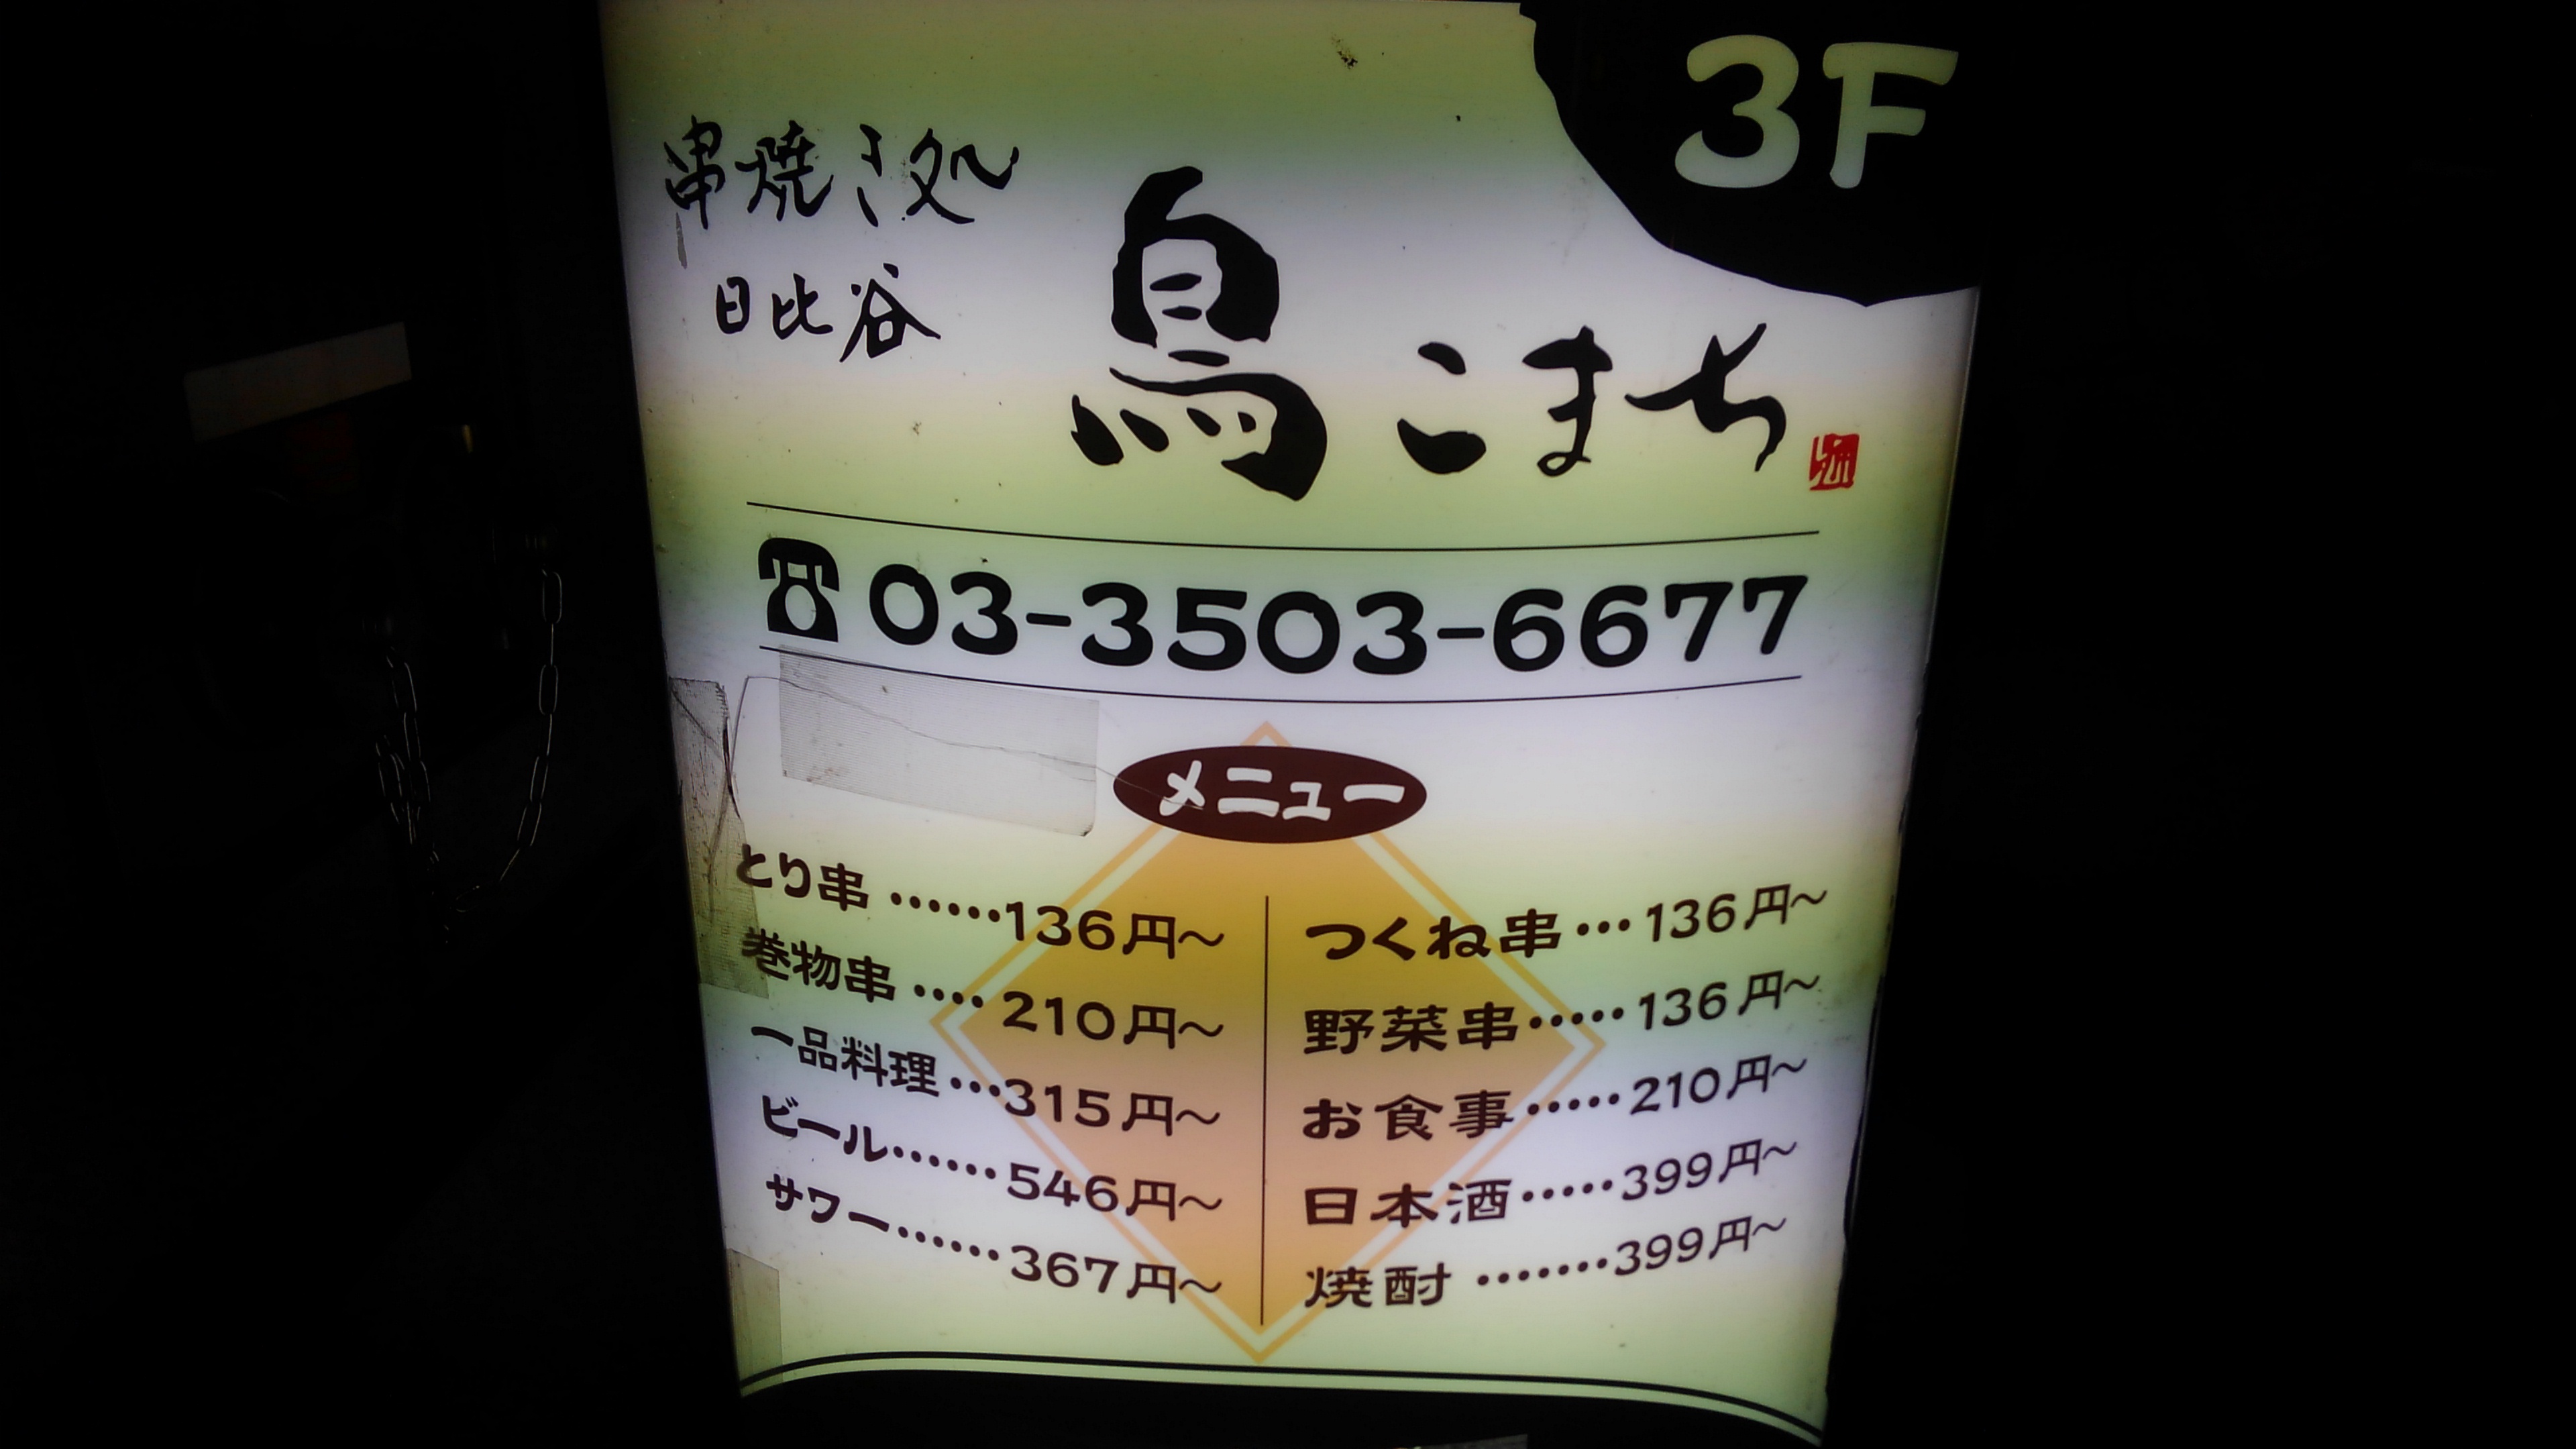 3F
串焼き処
日比谷
鳥こまち
☎03-3503-6677
メニュー
とり串……136円～
巻物串‥‥210円～
一品料理…315円～
ビール……546円～
サワー……367円～
つくね串…136円～
野菜串‥‥・136円～
お食事‥‥・210円～
日本酒‥‥・399円～
焼酎……・399円～